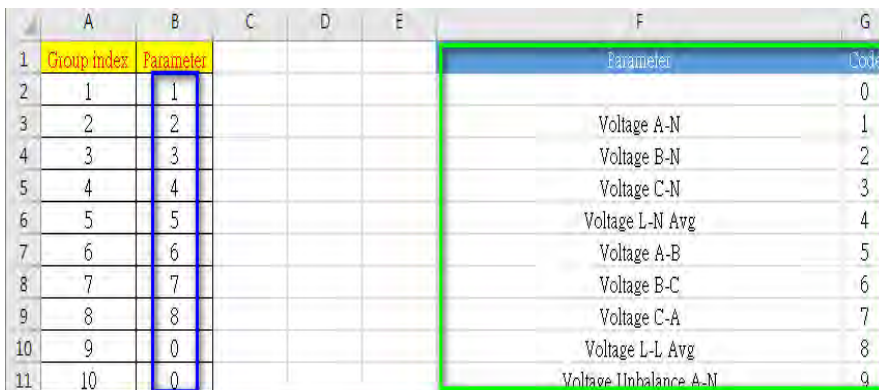 A B C D E F G
1 Group index Parameter Parameter Code
2 1 1 0
3 2 2 Voltage A-N 1
4 3 3 Voltage B-N 2
5 4 4 Voltage C-N 3
6 5 5 Voltage L-N Avg 4
7 6 6 Voltage A-B 5
8 7 7 Voltage B-C 6
9 8 8 Voltage C-A 7
10 9 0 Voltage L-L Avg 8
11 10 0 Voltage Unbalance A-N 9